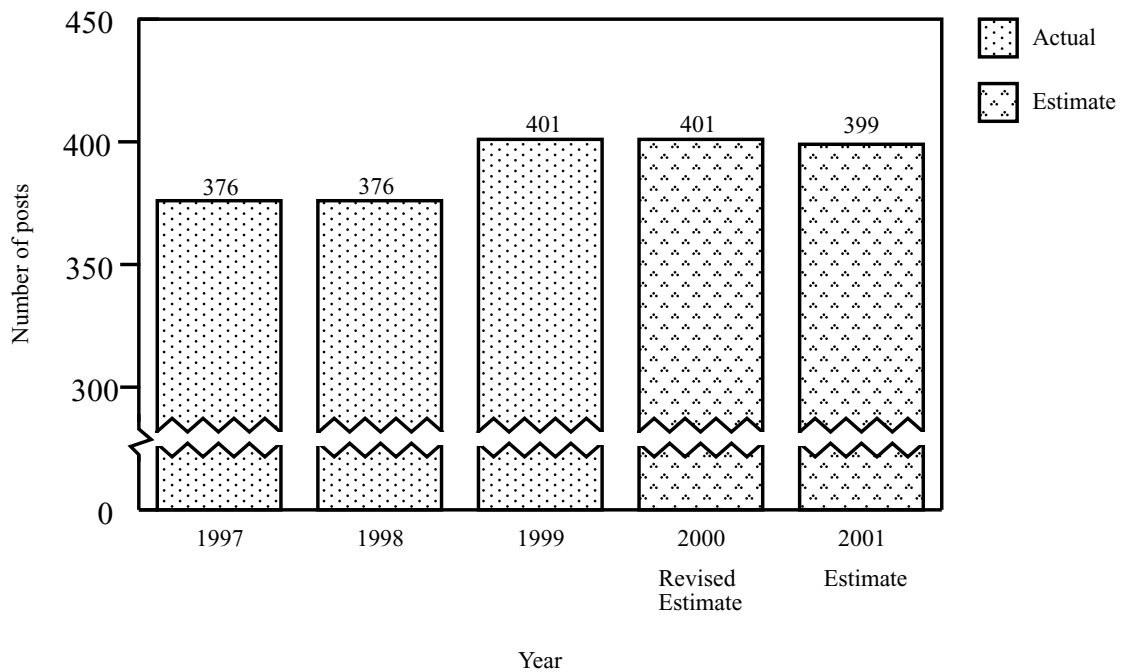 450
400
350
300
0
Number of posts
376
376
401
401
399
1997
1998
1999
2000
2001
Revised
Estimate
Estimate
Year
Actual
Estimate